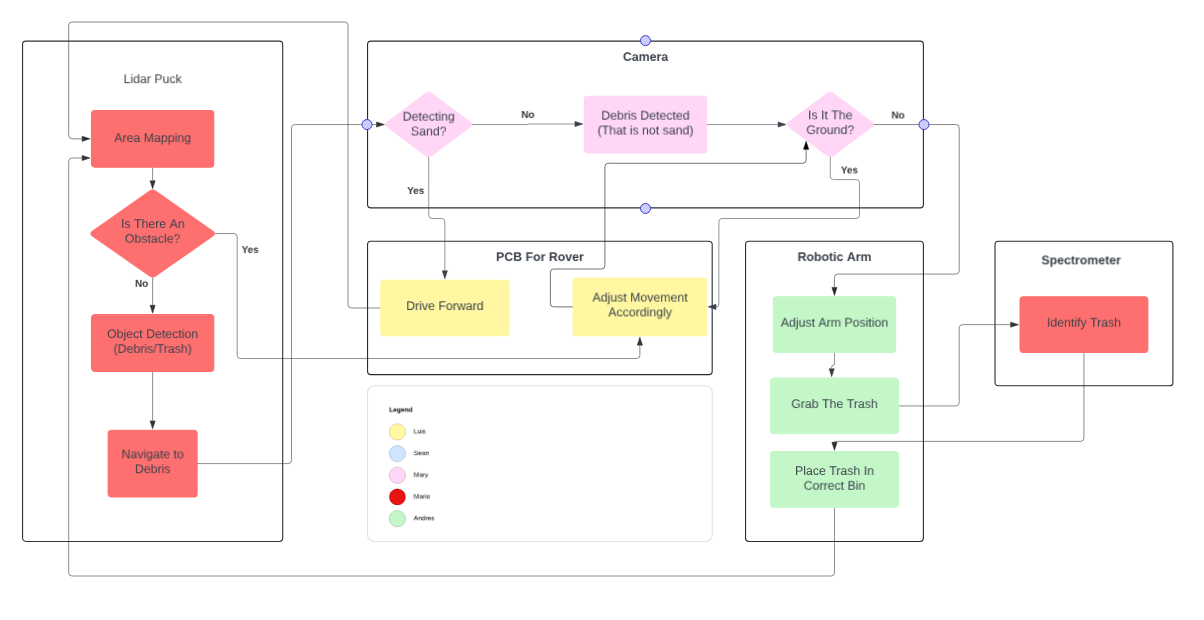 Lidar Puck
Area Mapping
Is There An
Obstacle?
Yes
No
Object Detection
(Debris/Trash)
Navigate to
Debris
Camera
Detecting
Sand?
No
Yes
Debris Detected
(That is not sand)
Is It The
Ground?
No
Yes
PCB For Rover
Drive Forward
Adjust Movement
Accordingly
Legend
Luis
Sean
Mary
Mario
Andres
Robotic Arm
Adjust Arm Position
Grab The Trash
Place Trash In
Correct Bin
Spectrometer
Identify Trash